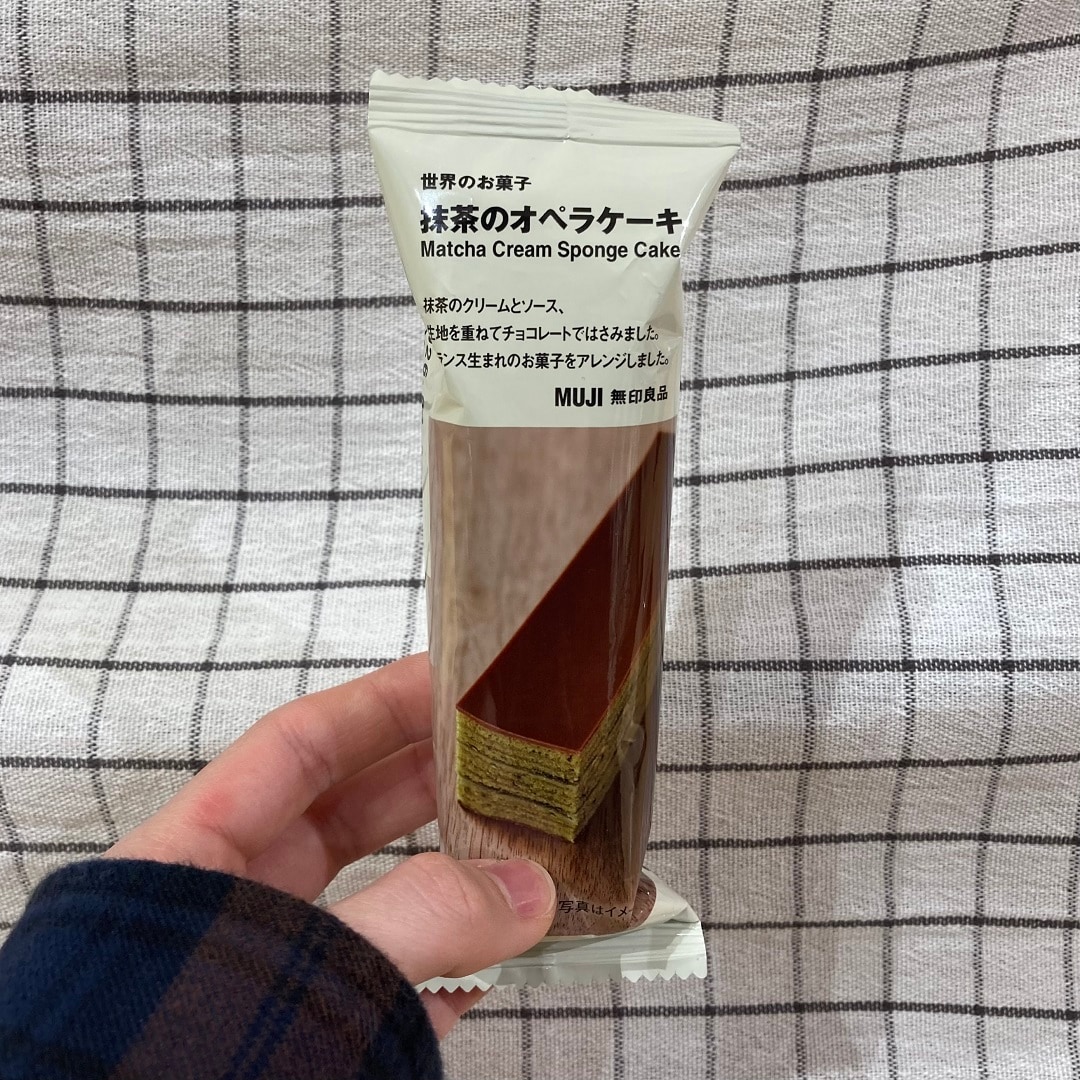 世界のお菓子
抹茶のオペラケーキ
Matcha Cream Sponge Cake
抹茶のクリームとソース、
生地を重ねてチョコレートではさみました。
ランス生まれのお菓子をアレンジしました。
MUJI 無印良品
写真はイメ